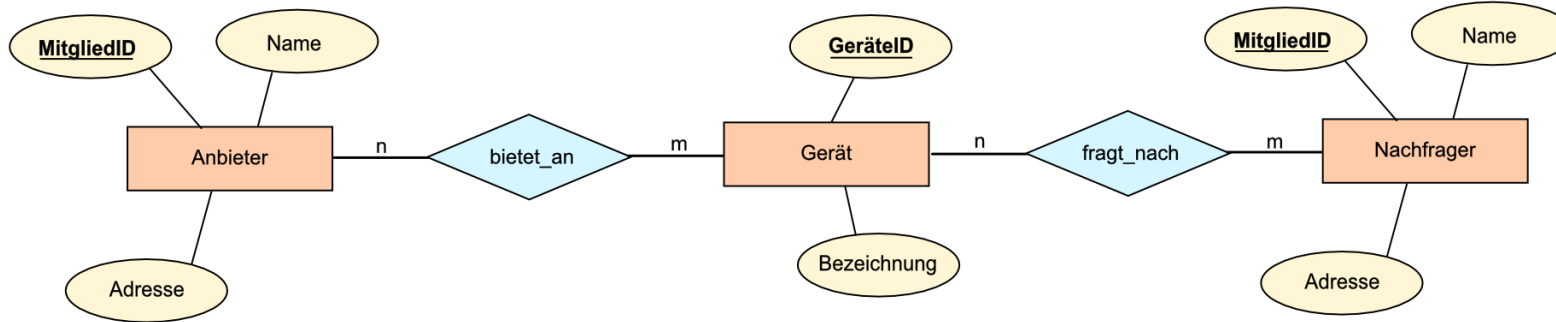 MitgliedID
Name
GeräteID
MitgliedID
Name
Anbieter
n
bietet_an
m
Gerät
n
fragt_nach
m
Nachfrager
Adresse
Bezeichnung
Adresse